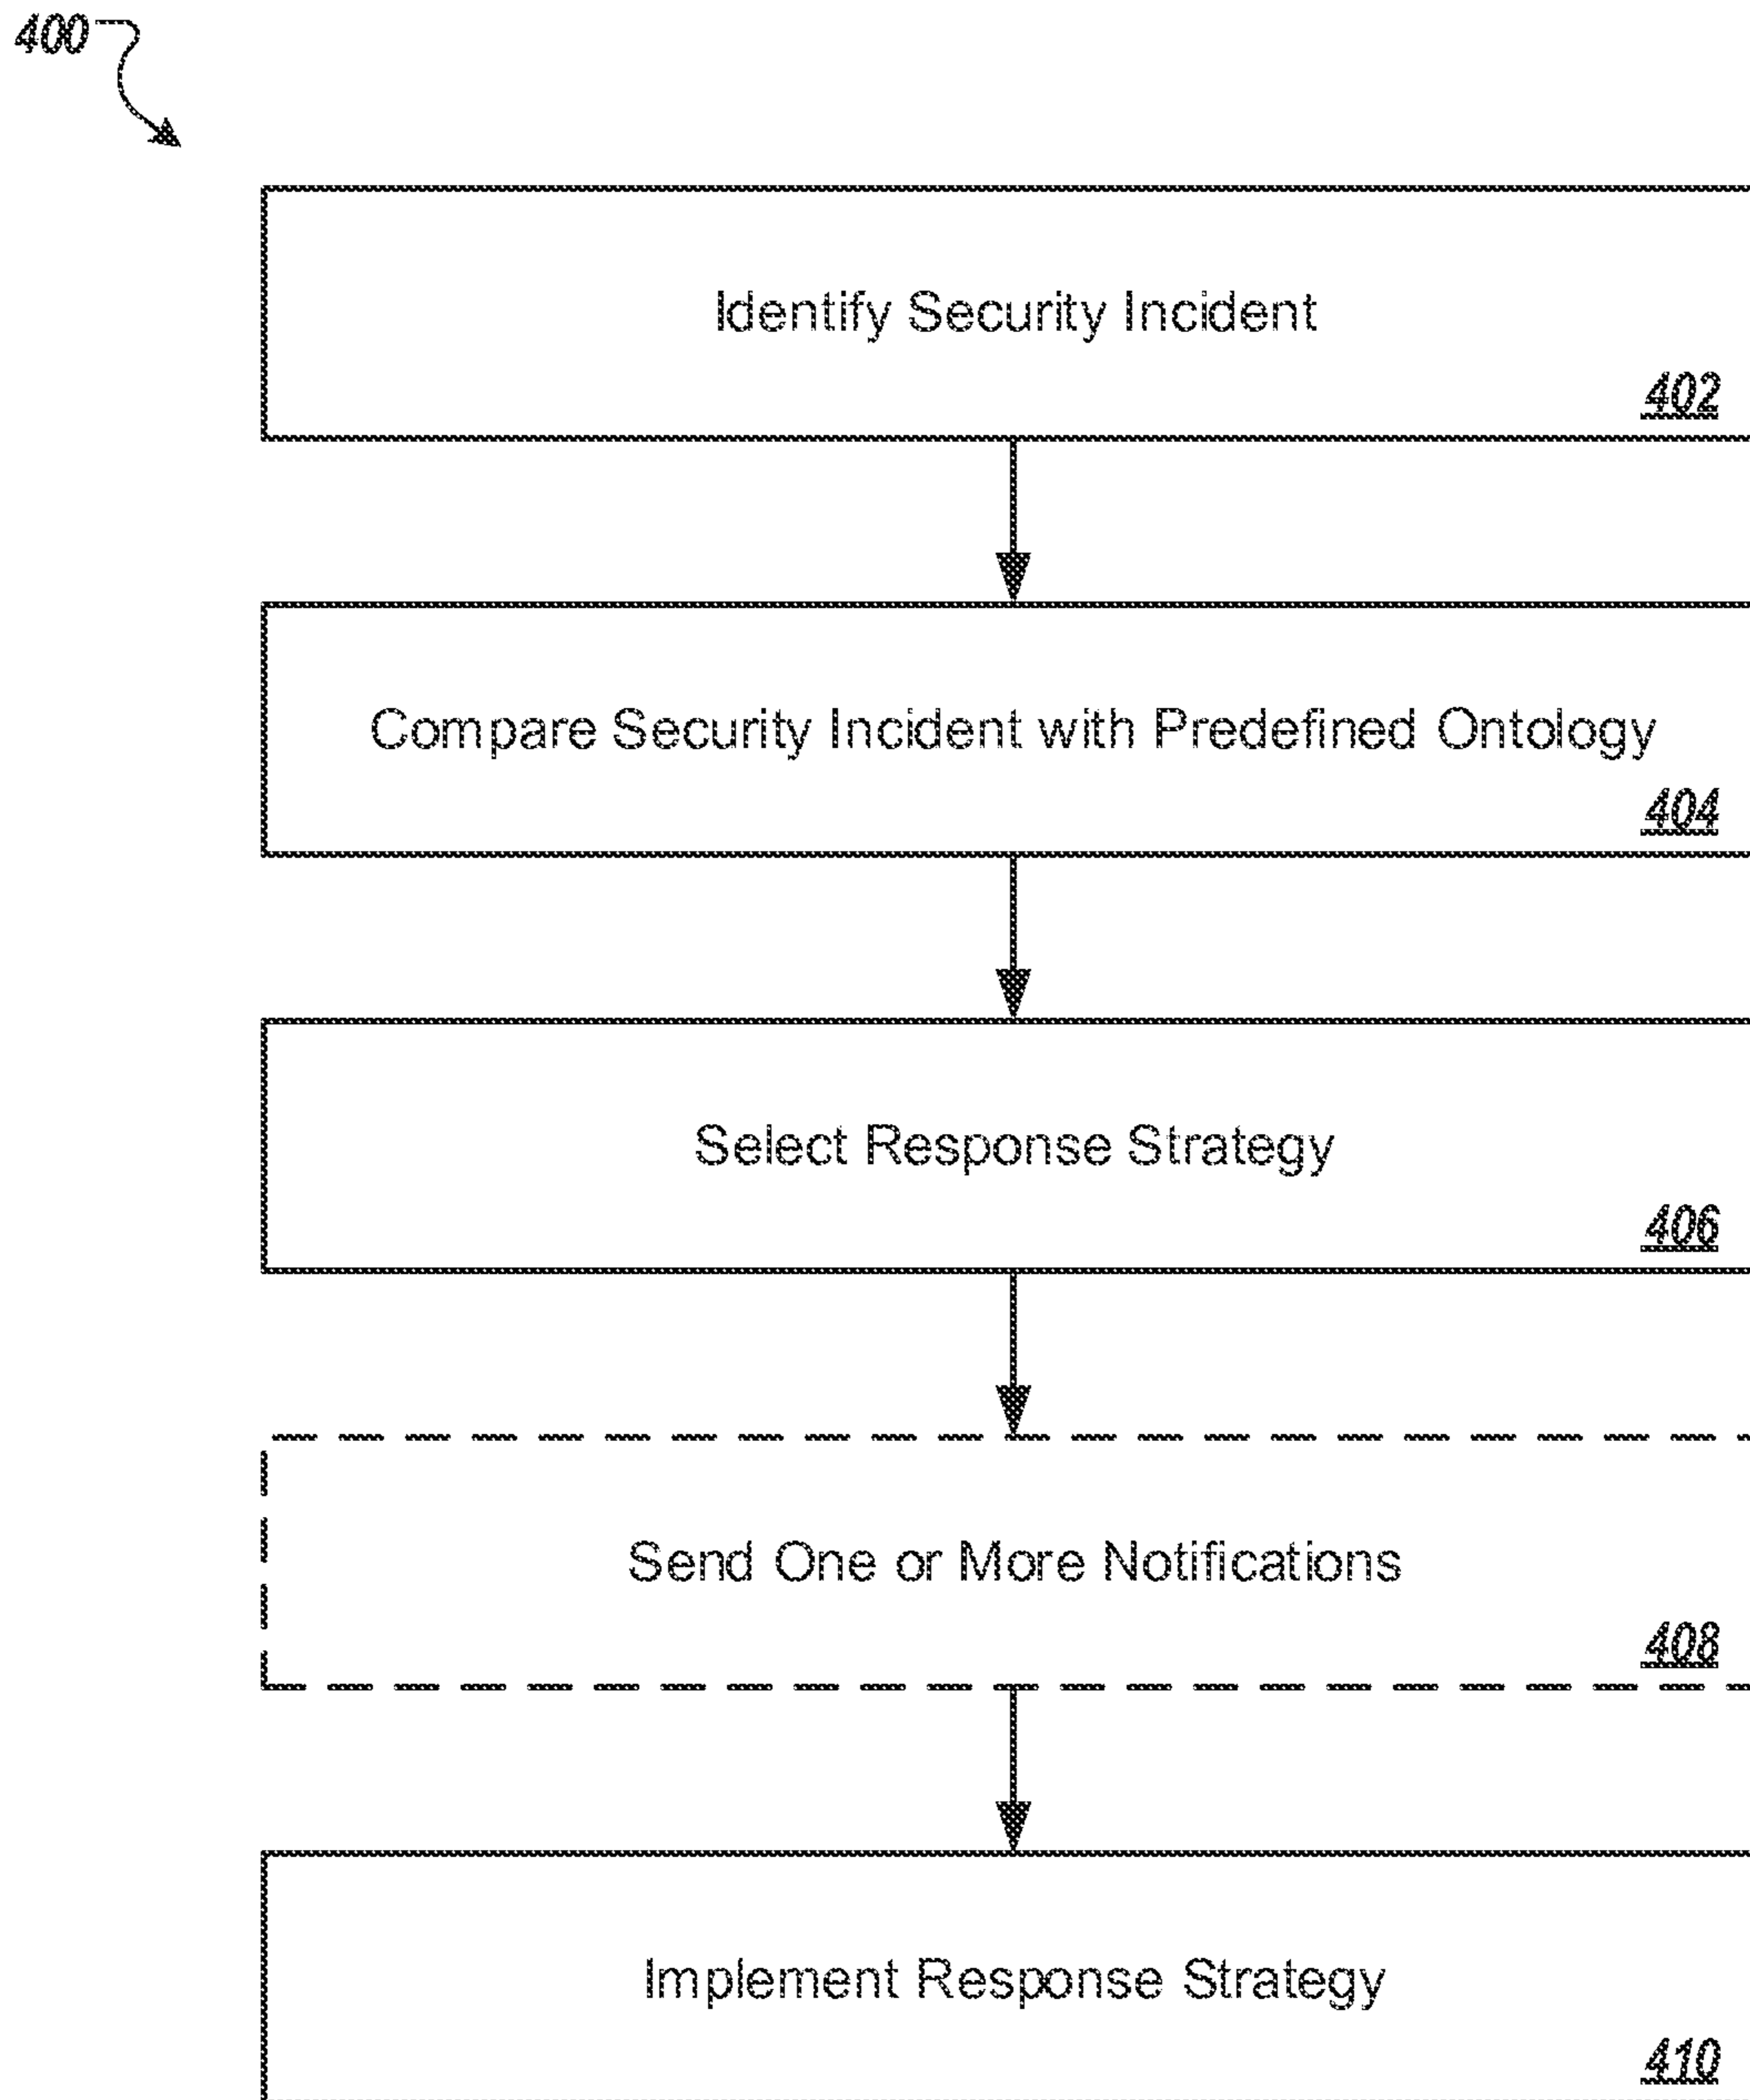 400
Identify Security Incident
402
Compare Security Incident with Predefined Ontology
404
Select Response Strategy
406
Send One or More Notifications
408
Implement Response Strategy
410